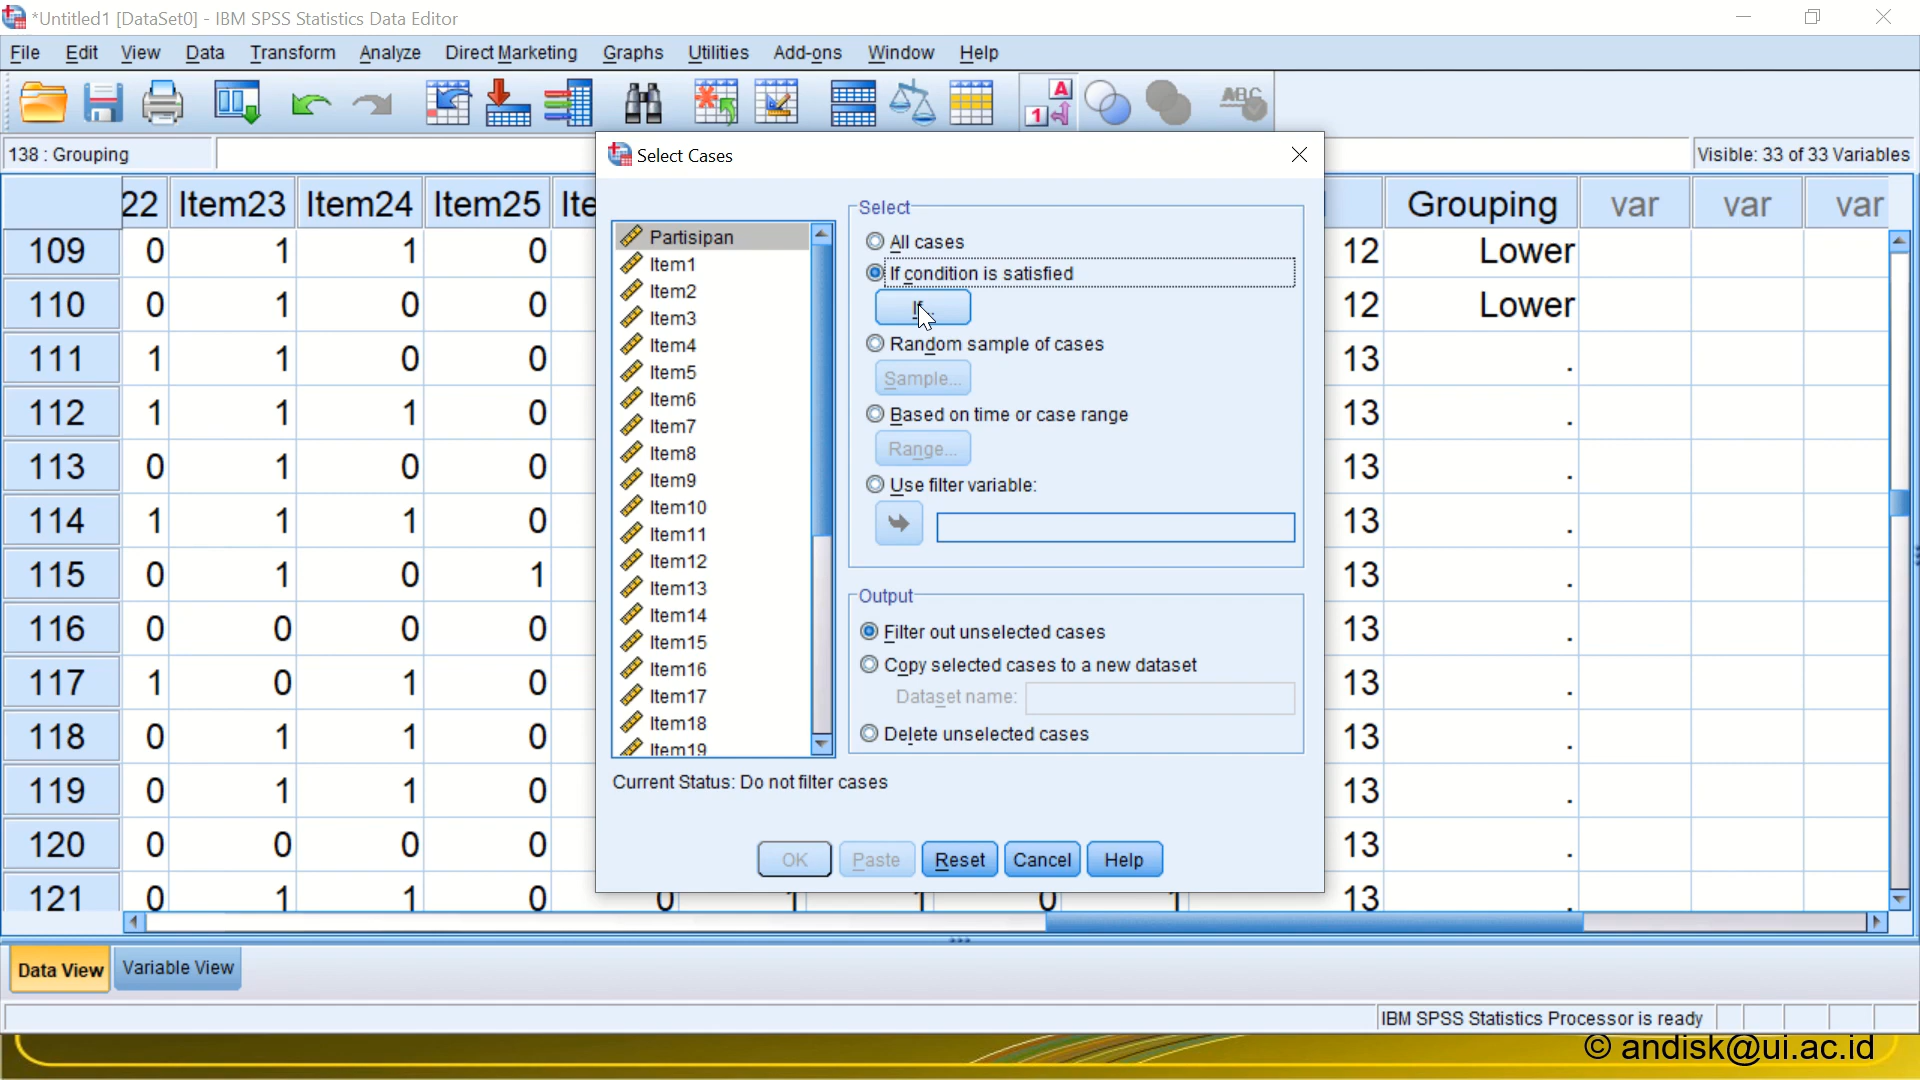 *Untitled1 [DataSet0] - IBM SPSS Statistics Data Editor
File Edit View Data Transform Analyze Direct Marketing Graphs Utilities Add-ons Window Help
138 : Grouping
Visible: 33 of 33 Variables
22 Item23 Item24 Item25 Ite Grouping var var var
109 0 1 1 0 12 Lower
110 0 1 0 0 12 Lower
111 1 1 0 0 13 .
112 1 1 1 0 13 .
113 0 1 0 0 13 .
114 1 1 1 0 13 .
115 0 1 0 1 13 .
116 0 0 0 0 13 .
117 1 0 1 0 13 .
118 0 1 1 0 13 .
119 0 1 1 0 13 .
120 0 0 0 0 13 .
121 0 1 1 0 0 1 1 0 1 13 .
Select Cases
Partisipan
Item1
Item2
Item3
Item4
Item5
Item6
Item7
Item8
Item9
Item10
Item11
Item12
Item13
Item14
Item15
Item16
Item17
Item18
Item19
Select
All cases
If condition is satisfied
Random sample of cases
Sample...
Based on time or case range
Range...
Use filter variable:
Output
Filter out unselected cases
Copy selected cases to a new dataset
Dataset name:
Delete unselected cases
Current Status: Do not filter cases
OK Paste Reset Cancel Help
Data View Variable View
IBM SPSS Statistics Processor is ready
© andisk@ui.ac.id